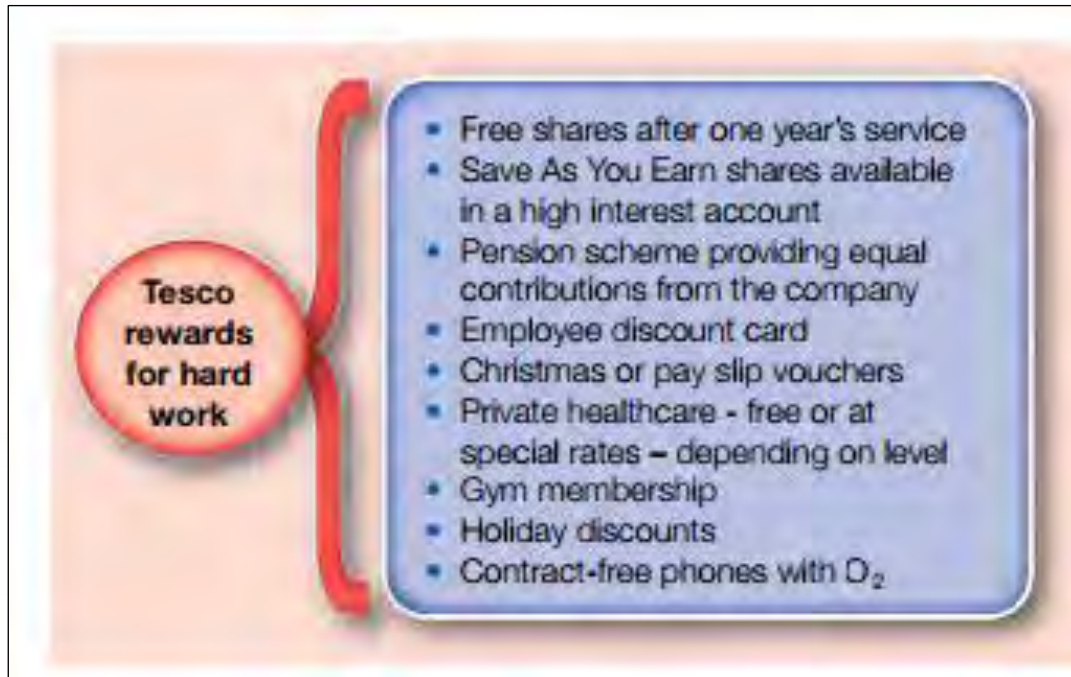 Tesco
rewards
for hard
work
• Free shares after one year's service
• Save As You Earn shares available
in a high interest account
• Pension scheme providing equal
contributions from the company
• Employee discount card
• Christmas or pay slip vouchers
• Private healthcare - free or at
special rates – depending on level
• Gym membership
• Holiday discounts
• Contract-free phones with O₂